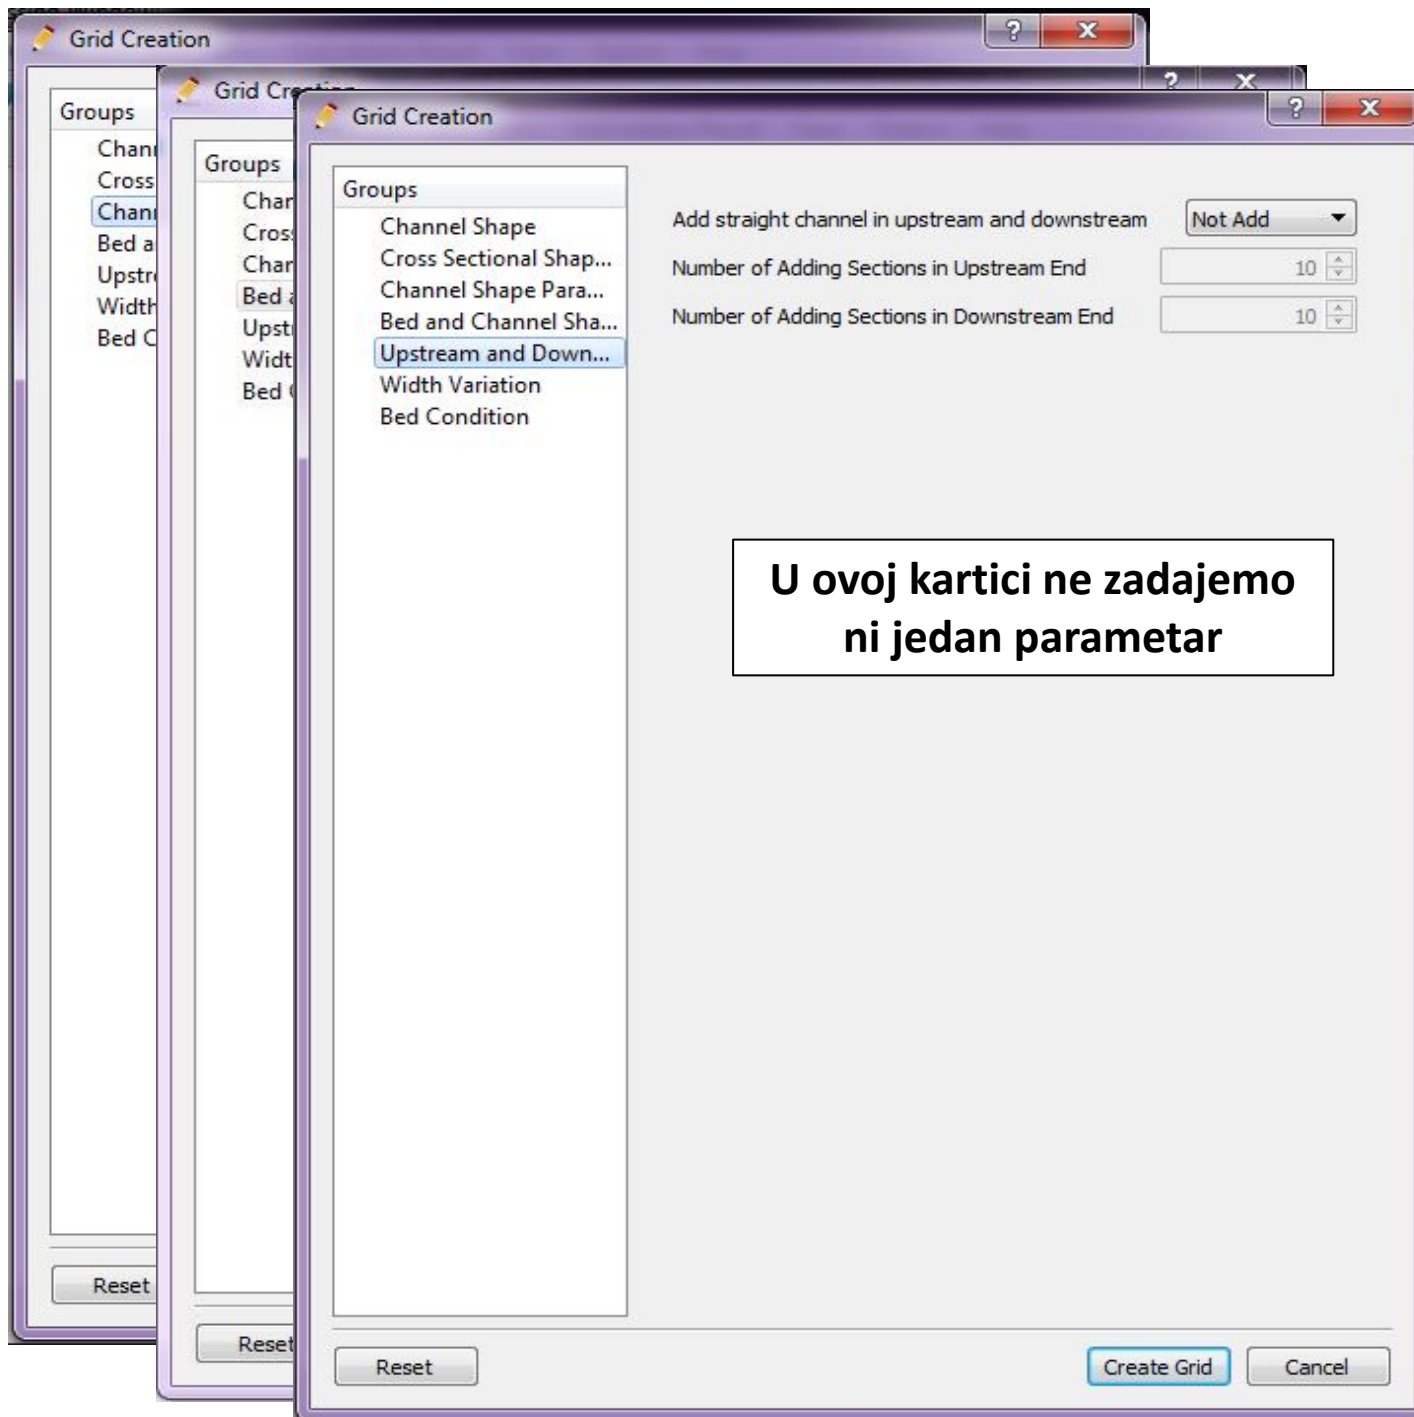 Grid Creation
?
Groups
Chan
Cross
Chan
Bed a
Upstr
Width
Bed C
Reset
Grid Cre
?
Groups
Char
Cros
Char
Bed
Upst
Widt
Bed
Reset
Grid Creation
?
Groups
Channel Shape
Cross Sectional Shap...
Channel Shape Para...
Bed and Channel Sha...
Upstream and Down...
Width Variation
Bed Condition
Add straight channel in upstream and downstream Not Add
Number of Adding Sections in Upstream End 10
Number of Adding Sections in Downstream End 10
U ovoj kartici ne zadajemo
ni jedan parametar
Reset Create Grid Cancel